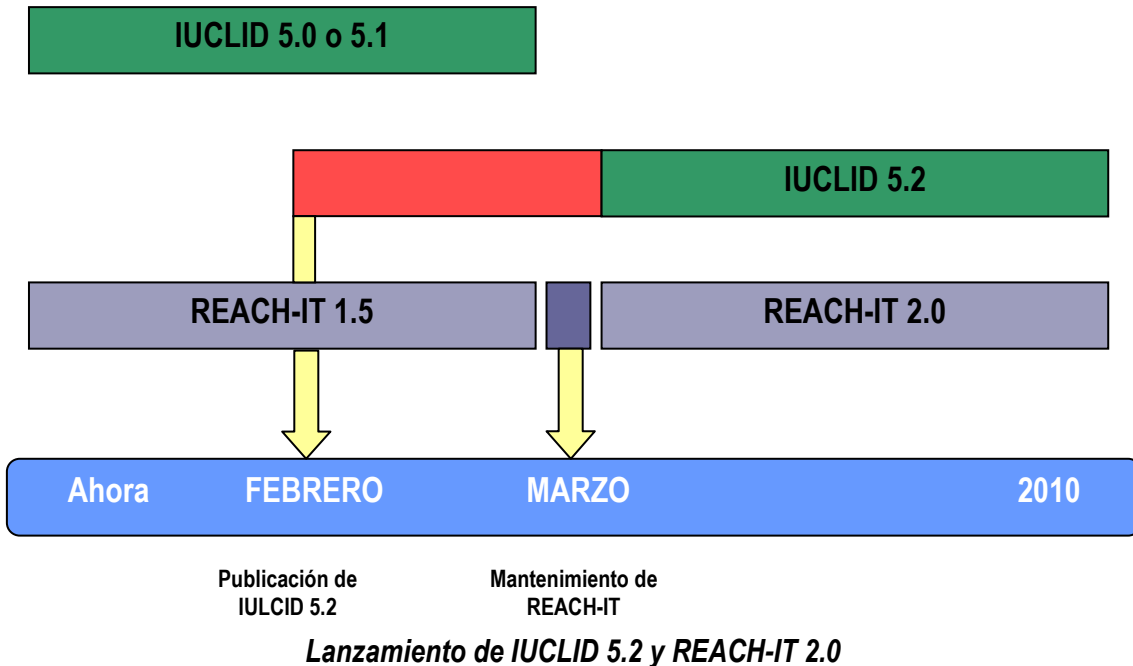 IUCLID 5.0 o 5.1
IUCLID 5.2
REACH-IT 1.5
REACH-IT 2.0
Ahora
FEBRERO
MARZO
2010
Publicación de
IULCID 5.2
Mantenimiento de
REACH-IT
Lanzamiento de IUCLID 5.2 y REACH-IT 2.0